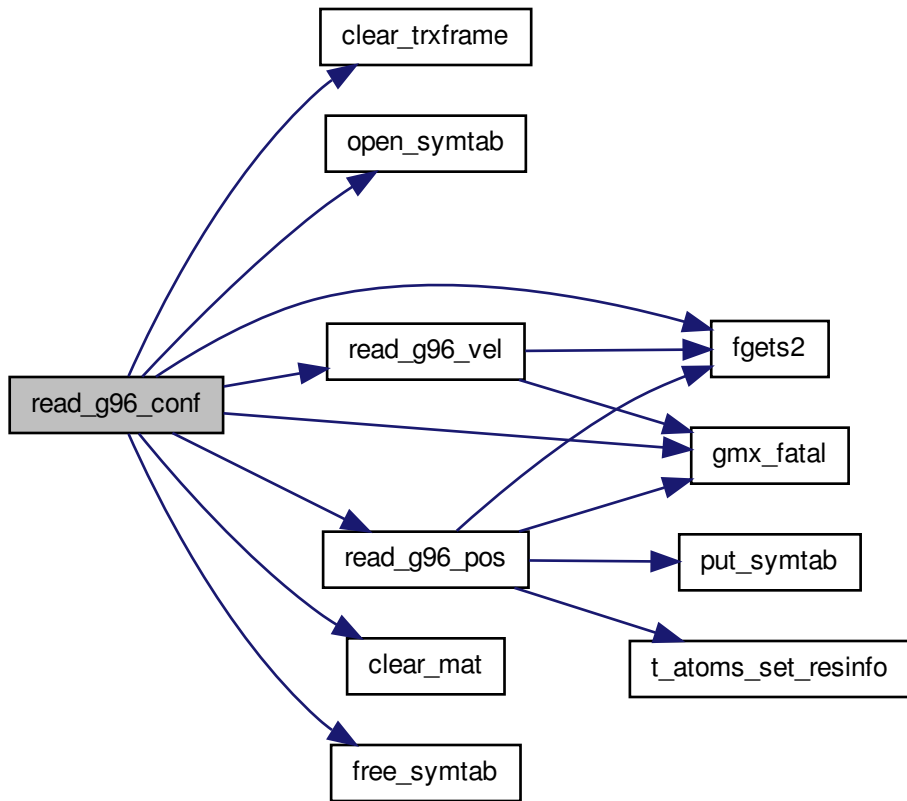 clear_trxframe
open_symtab
fgets2
read_g96_vel
read_g96_conf
gmx_fatal
read_g96_pos
put_symtab
clear_mat
t_atoms_set_resinfo
free_symtab